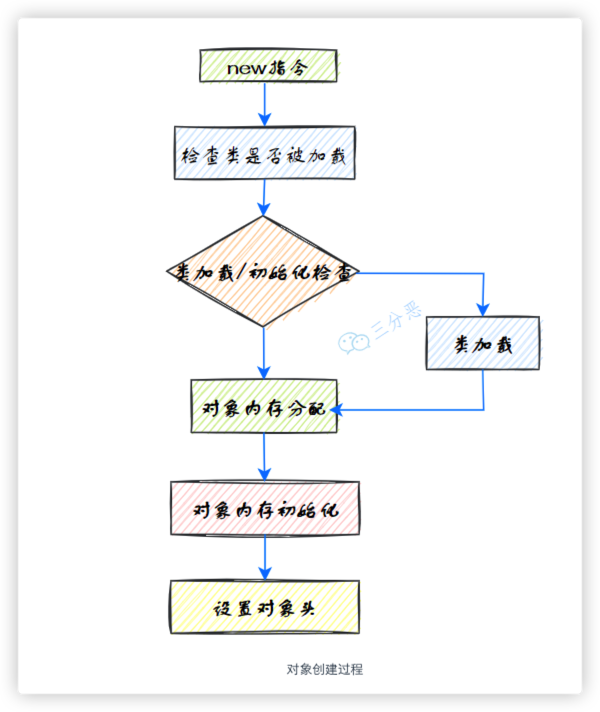 new指令
检查类是否被加载
类加载/初始化检查
三分恶
类加载
对象内存分配
对象内存初始化
设置对象头
对象创建过程